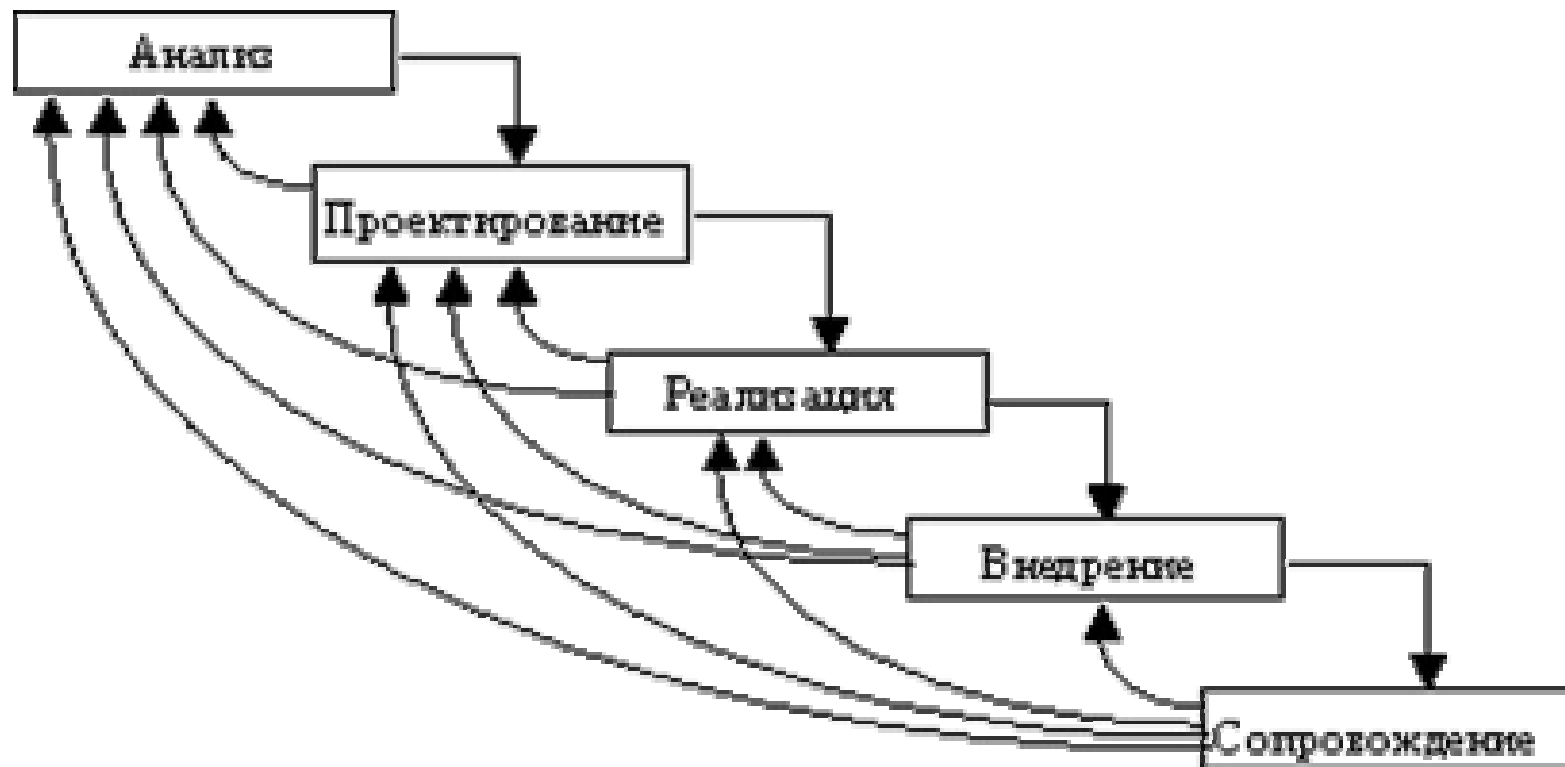 Анализ
Проектирование
Реализация
Внедрение
Сопровождение